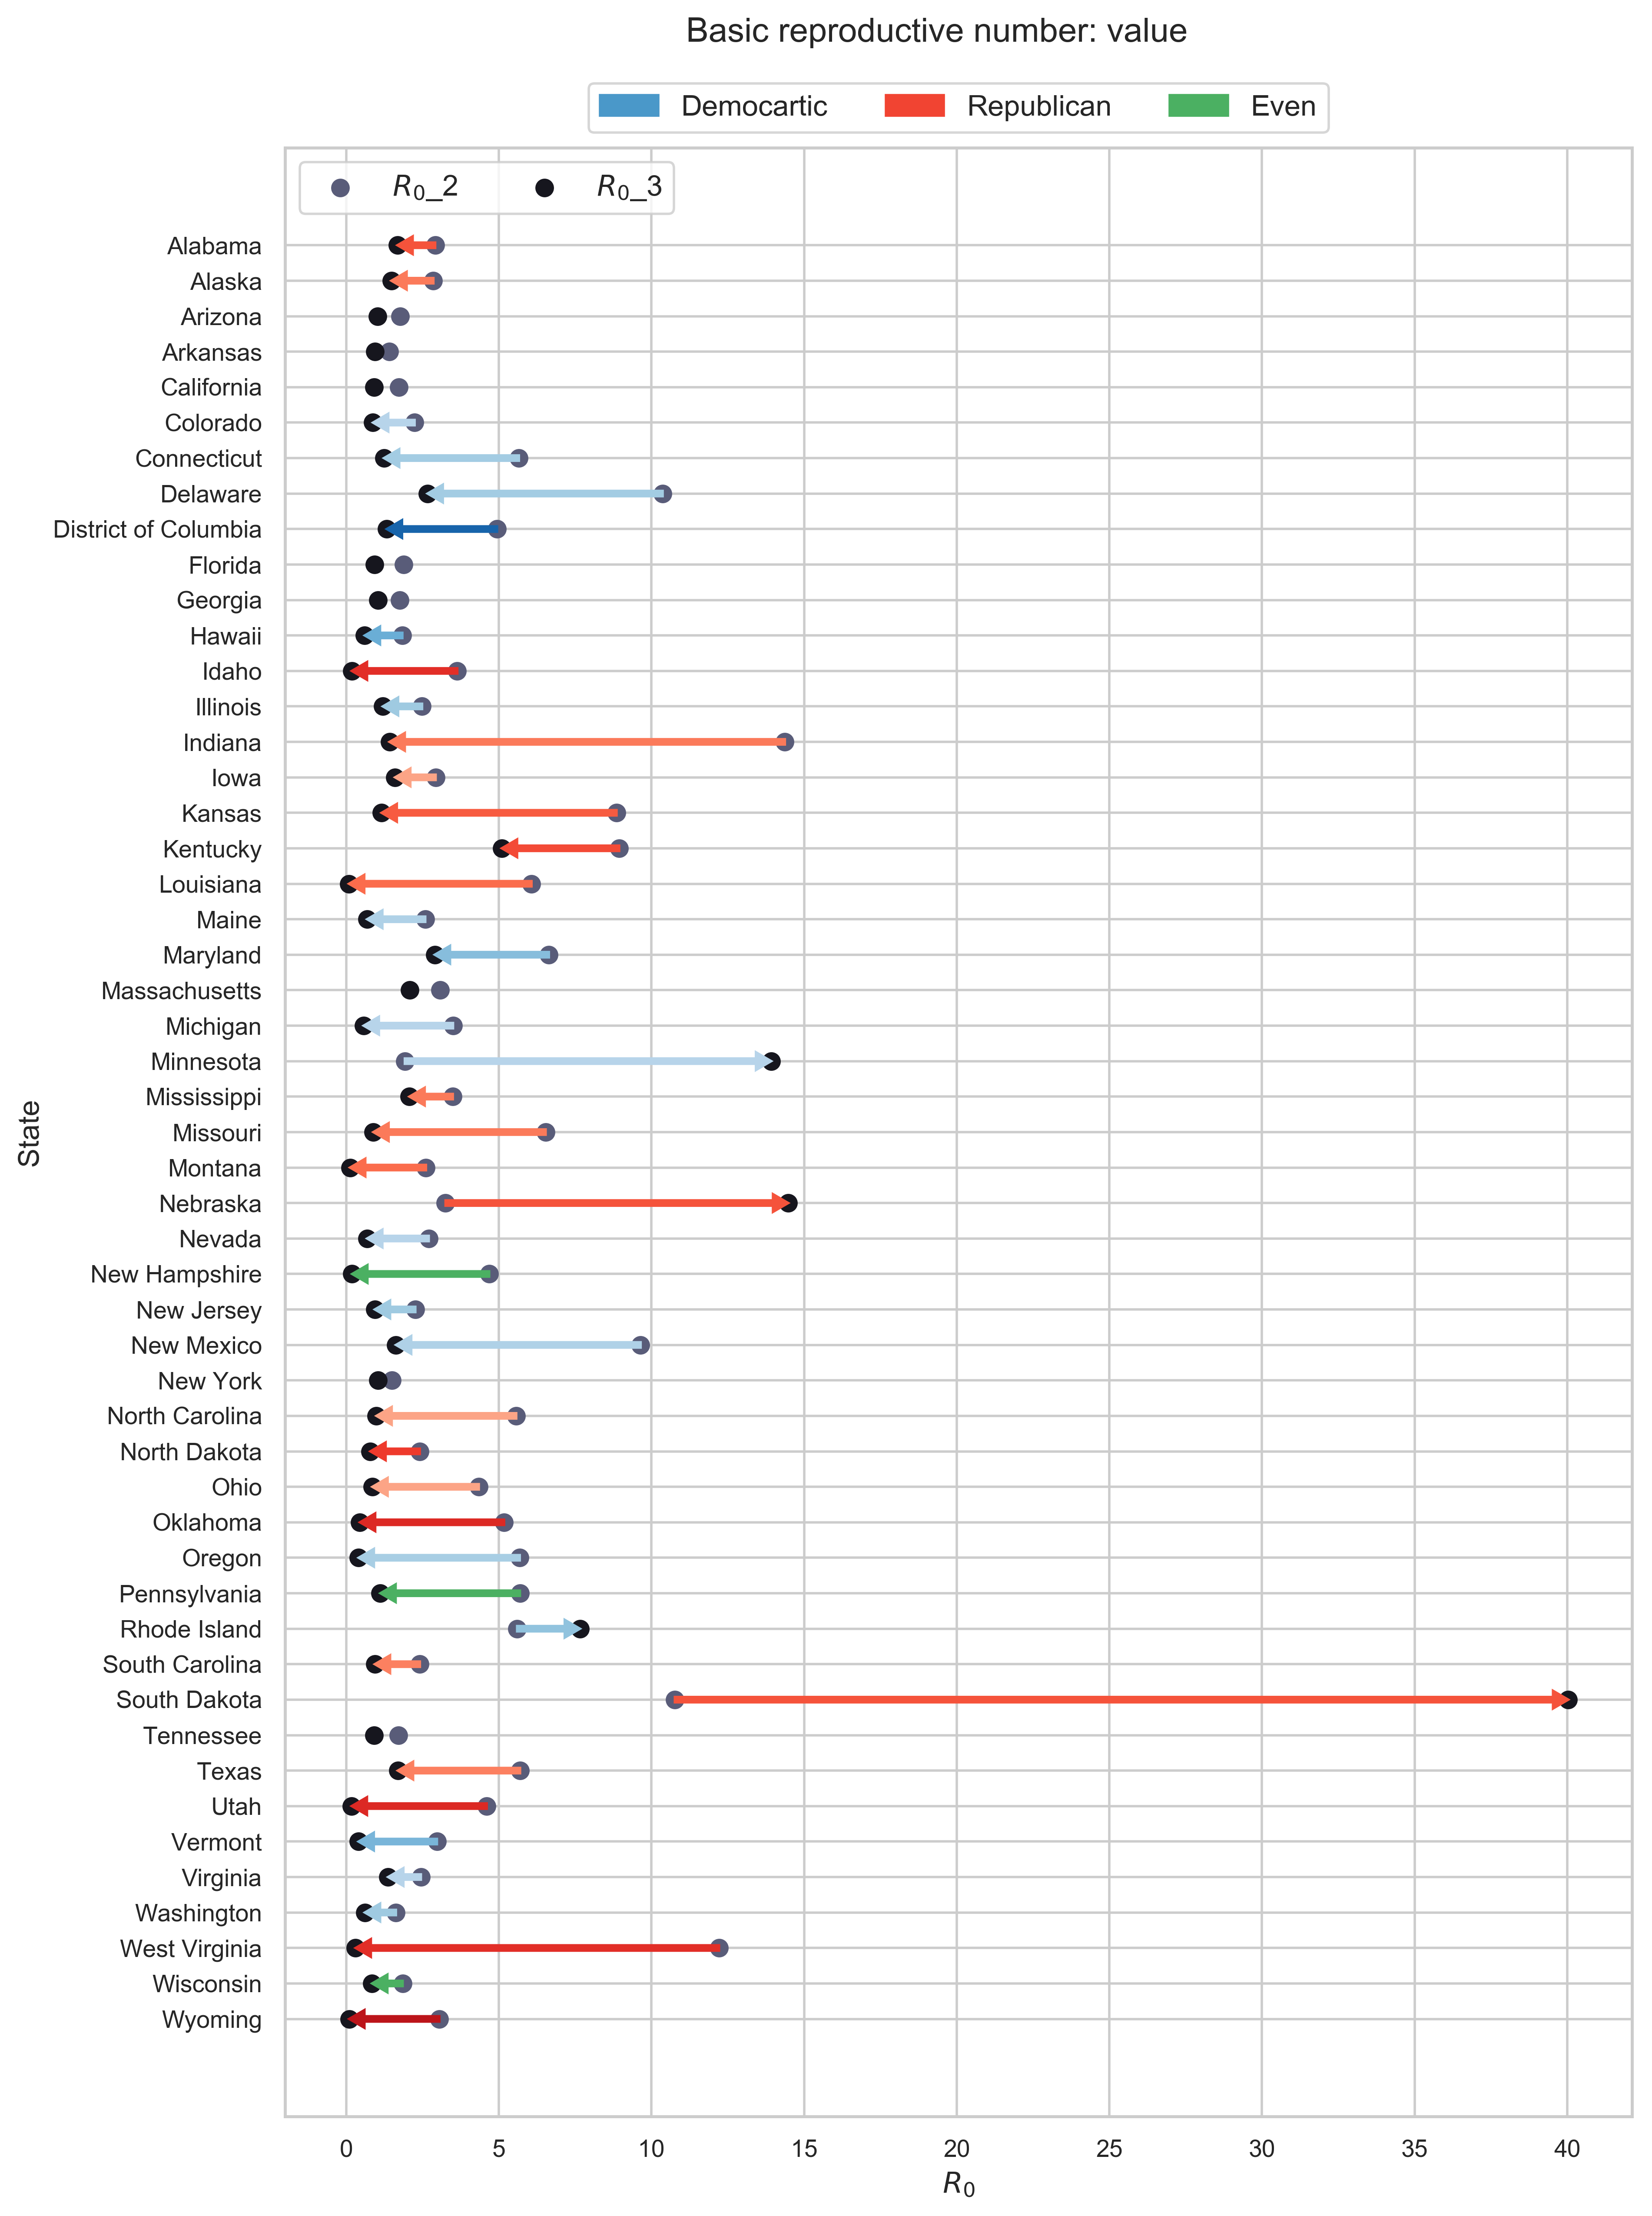 Basic reproductive number: value
Democartic Republican Even
R0_2 R0_3
Alabama
Alaska
Arizona
Arkansas
California
Colorado
Connecticut
Delaware
District of Columbia
Florida
Georgia
Hawaii
Idaho
Illinois
Indiana
Iowa
Kansas
Kentucky
Louisiana
Maine
Maryland
Massachusetts
Michigan
Minnesota
Mississippi
Missouri
Montana
Nebraska
Nevada
New Hampshire
New Jersey
New Mexico
New York
North Carolina
North Dakota
Ohio
Oklahoma
Oregon
Pennsylvania
Rhode Island
South Carolina
South Dakota
Tennessee
Texas
Utah
Vermont
Virginia
Washington
West Virginia
Wisconsin
Wyoming
State
0 5 10 15 20 25 30 35 40
R0